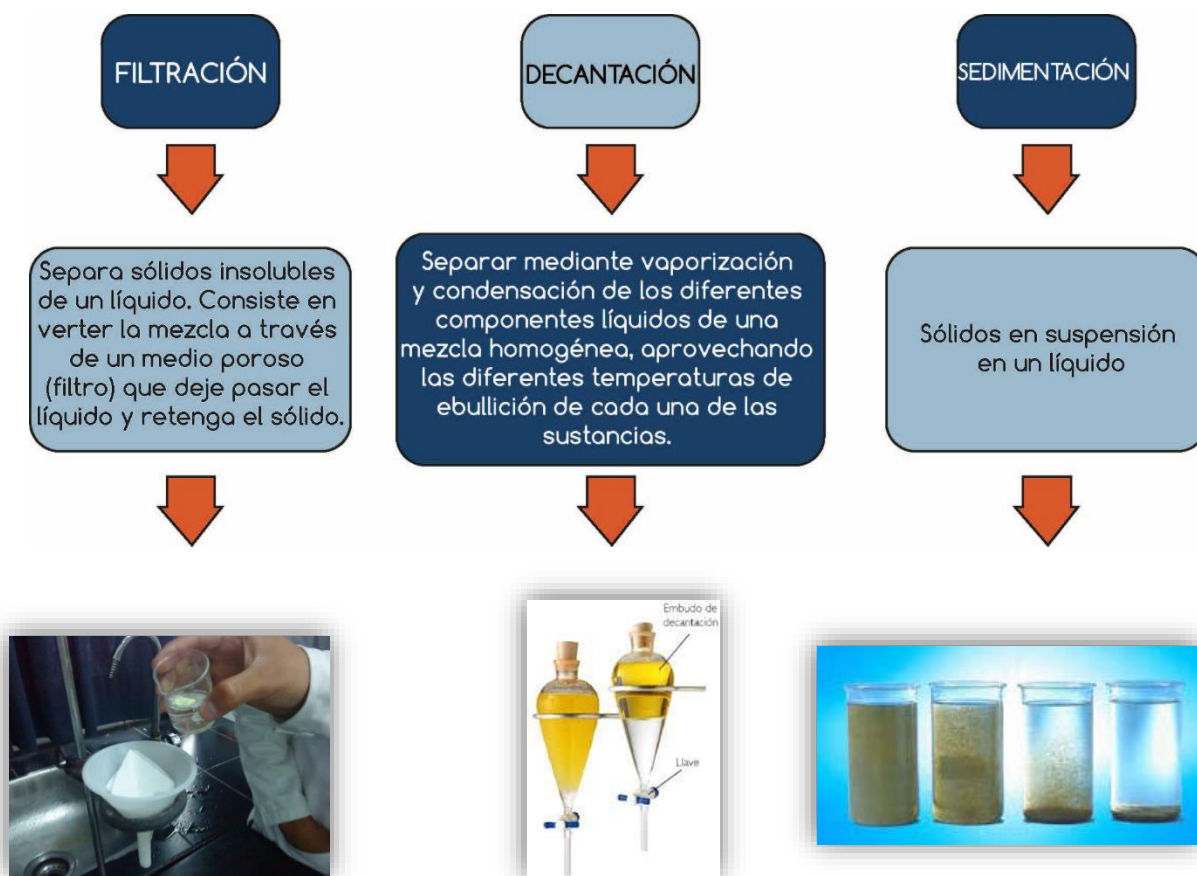 FILTRACIÓN
DECANTACIÓN
SEDIMENTACIÓN
Separa sólidos insolubles
de un líquido. Consiste en
verter la mezcla a través
de un medio poroso
(filtro) que deje pasar el
líquido y retenga el sólido.
Separar mediante vaporización
y condensación de los diferentes
componentes líquidos de una
mezcla homogénea, aprovechando
las diferentes temperaturas de
ebullición de cada una de las
sustancias.
Sólidos en suspensión
en un líquido
Embudo de
decantación
Llave